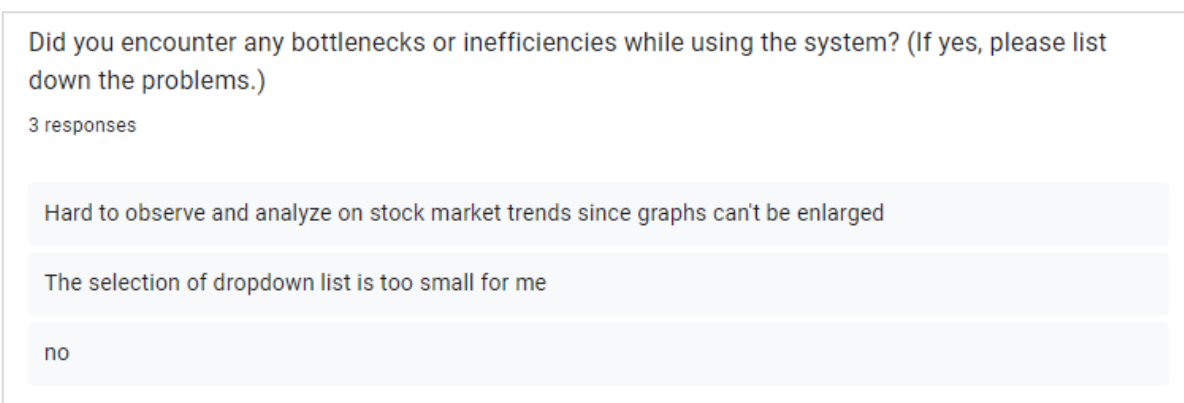 Did you encounter any bottlenecks or inefficiencies while using the system? (If yes, please list
down the problems.)
3 responses
Hard to observe and analyze on stock market trends since graphs can't be enlarged
The selection of dropdown list is too small for me
no